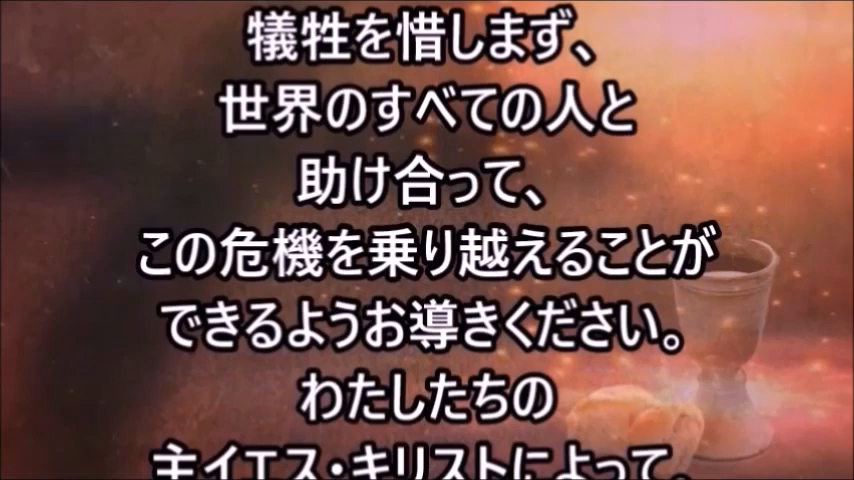 犠牲を惜しまず、
世界のすべての人と
助け合って、
この危機を乗り越えることが
できるようお導きください。
わたしたちの
主イエス・キリストによって。